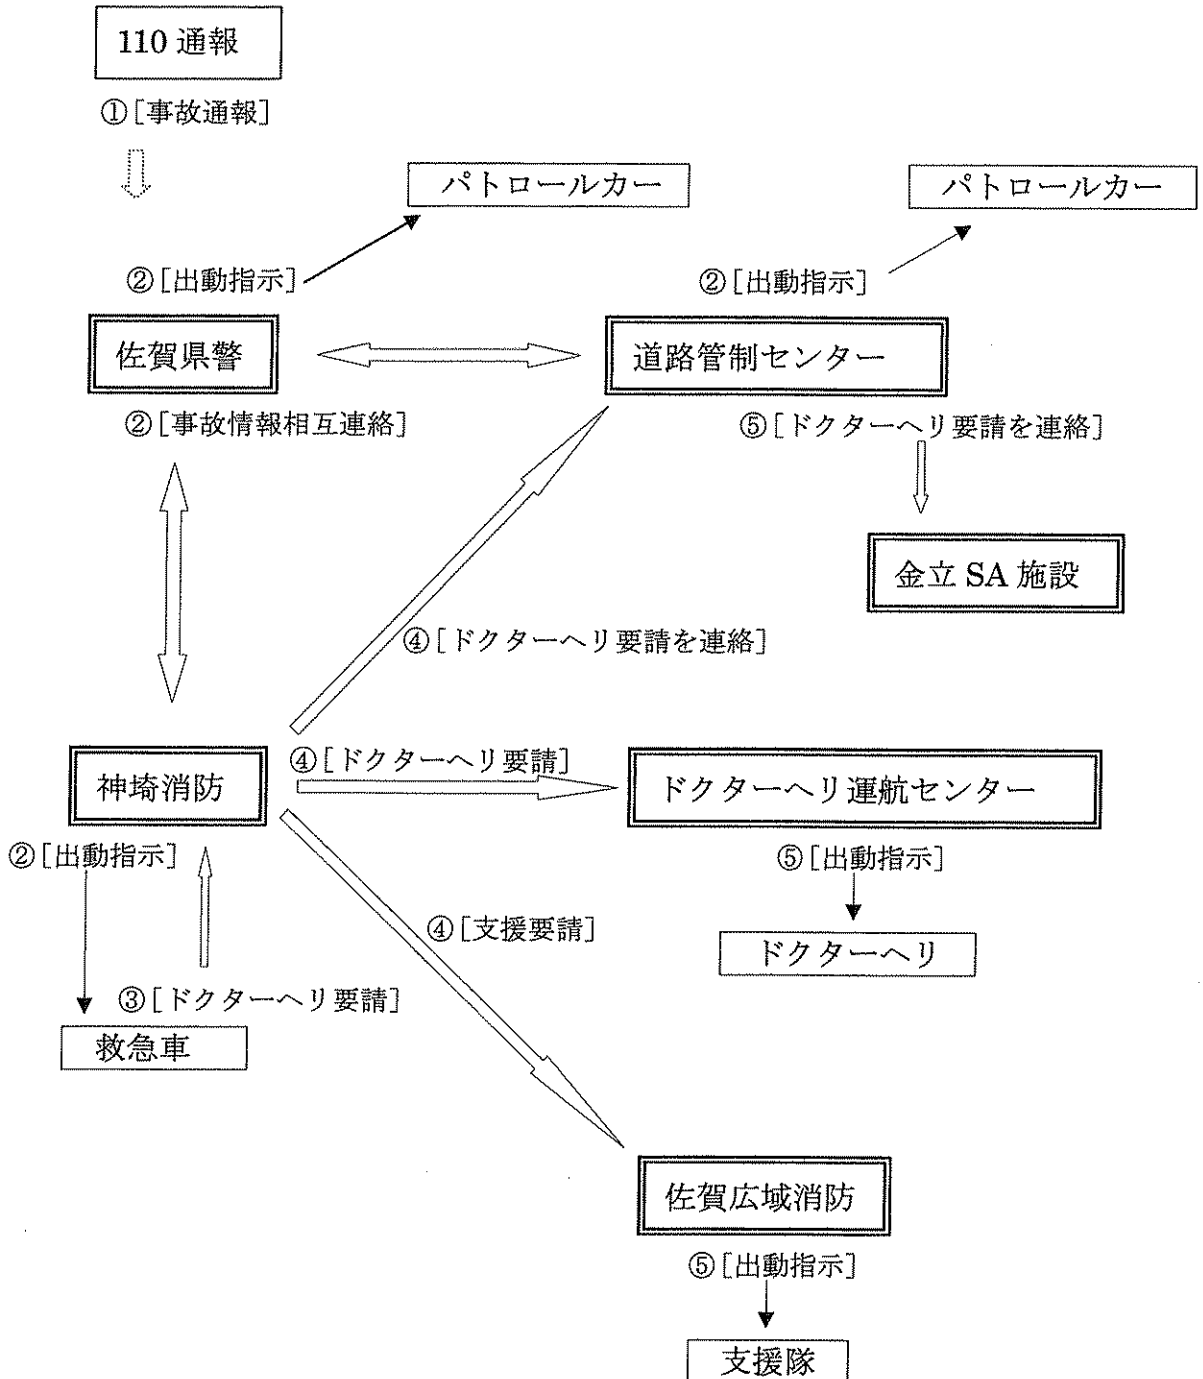 110 通報
①[事故通報]
パトロールカー
パトロールカー
②[出動指示]
②[出動指示]
佐賀県警
道路管制センター
②[事故情報相互連絡]
⑤[ドクターヘリ要請を連絡]
金立 SA 施設
④[ドクターヘリ要請を連絡]
神埼消防
④[ドクターヘリ要請]
ドクターヘリ運航センター
②[出動指示]
⑤[出動指示]
④[支援要請]
ドクターヘリ
③[ドクターヘリ要請]
救急車
佐賀広域消防
⑤[出動指示]
支援隊